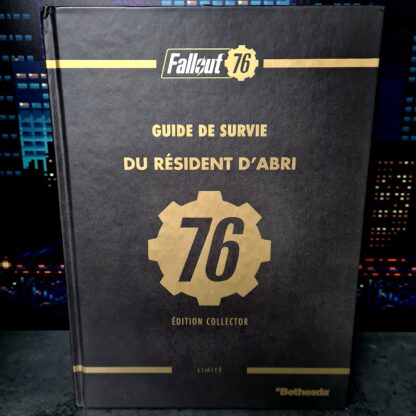 Fallout 76
GUIDE DE SURVIE
DU RÉSIDENT D'ABRI
76
ÉDITION COLLECTOR
LIMITÉ
Bethesda